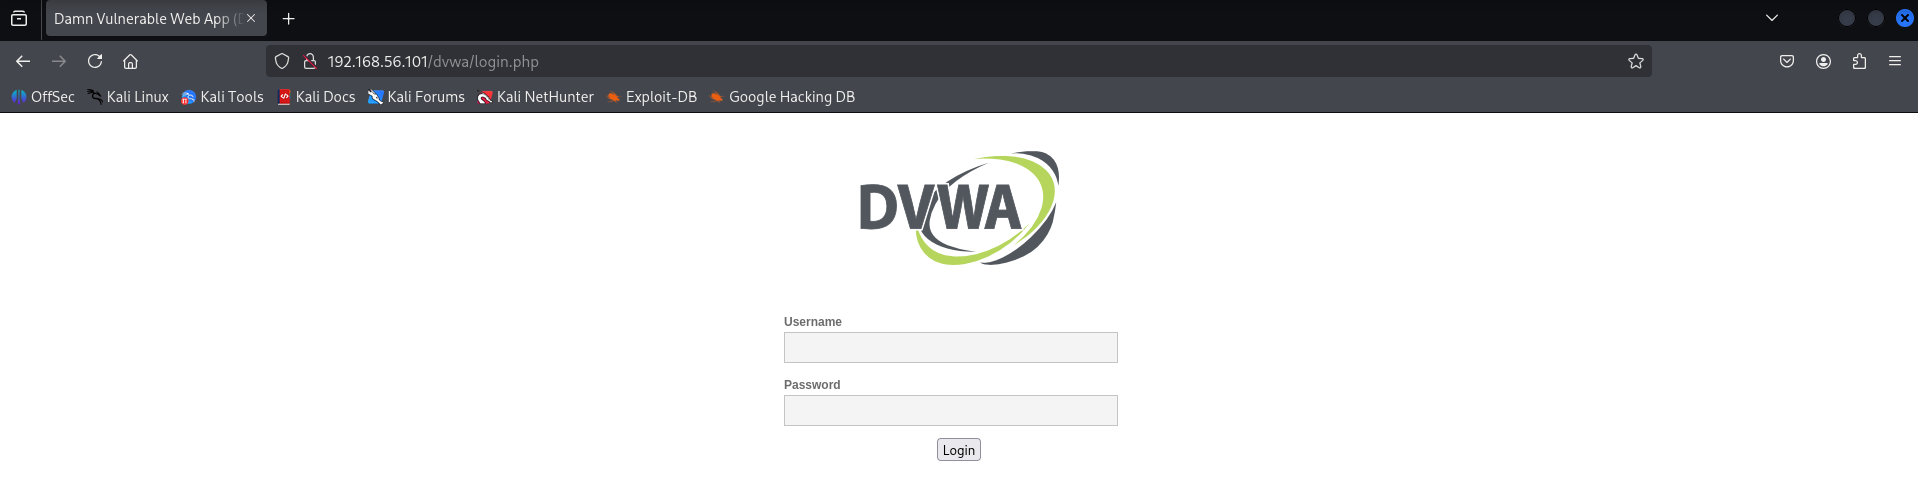 Damn Vulnerable Web App (
192.168.56.101/dvwa/login.php
OffSec Kali Linux Kali Tools Kali Docs Kali Forums Kali NetHunter Exploit-DB Google Hacking DB
DVWA
Username
Password
Login